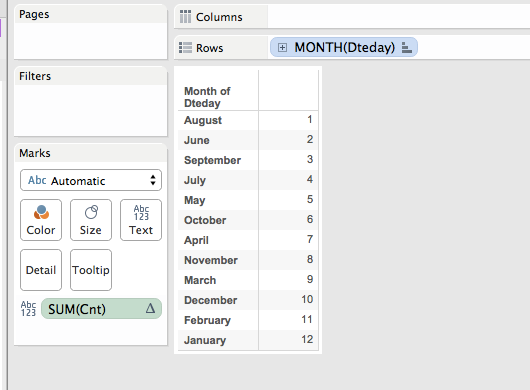 Pages
Columns
Rows
MONTH(Dteday)
Filters
Marks
Abc Automatic
Color
Size
Abc
123
Text
Detail
Tooltip
Abc
123
SUM(Cnt) Δ
Month of
Dteday
August 1
June 2
September 3
July 4
May 5
October 6
April 7
November 8
March 9
December 10
February 11
January 12